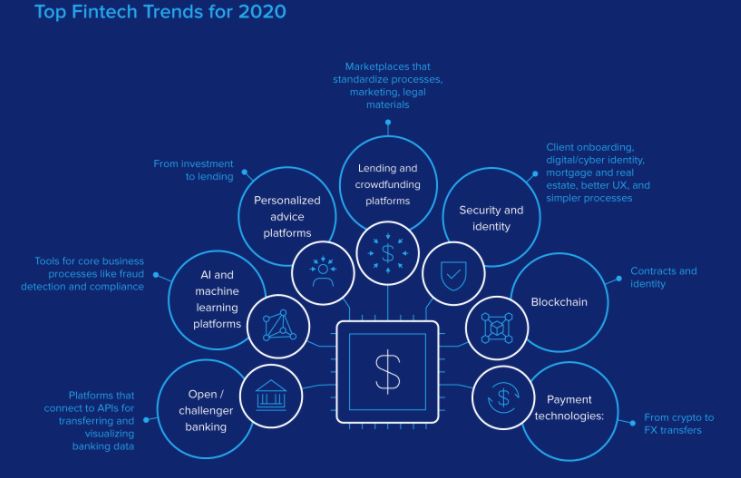 Top Fintech Trends for 2020
Marketplaces that
standardize processes,
marketing, legal
materials
Lending and
crowdfunding
platforms
$
From investment
to lending
Personalized
advice
platforms
Client onboarding,
digital/cyber identity,
mortgage and real
estate, better UX, and
simpler processes
Security and
identity
Tools for core business
processes like fraud
detection and compliance
AI and
machine
learning
platforms
Contracts and
identity
Blockchain
$
Platforms that
connect to APIs for
transferring and
visualizing
banking data
Open /
challenger
banking
Payment
technologies:
$
From crypto to
FX transfers